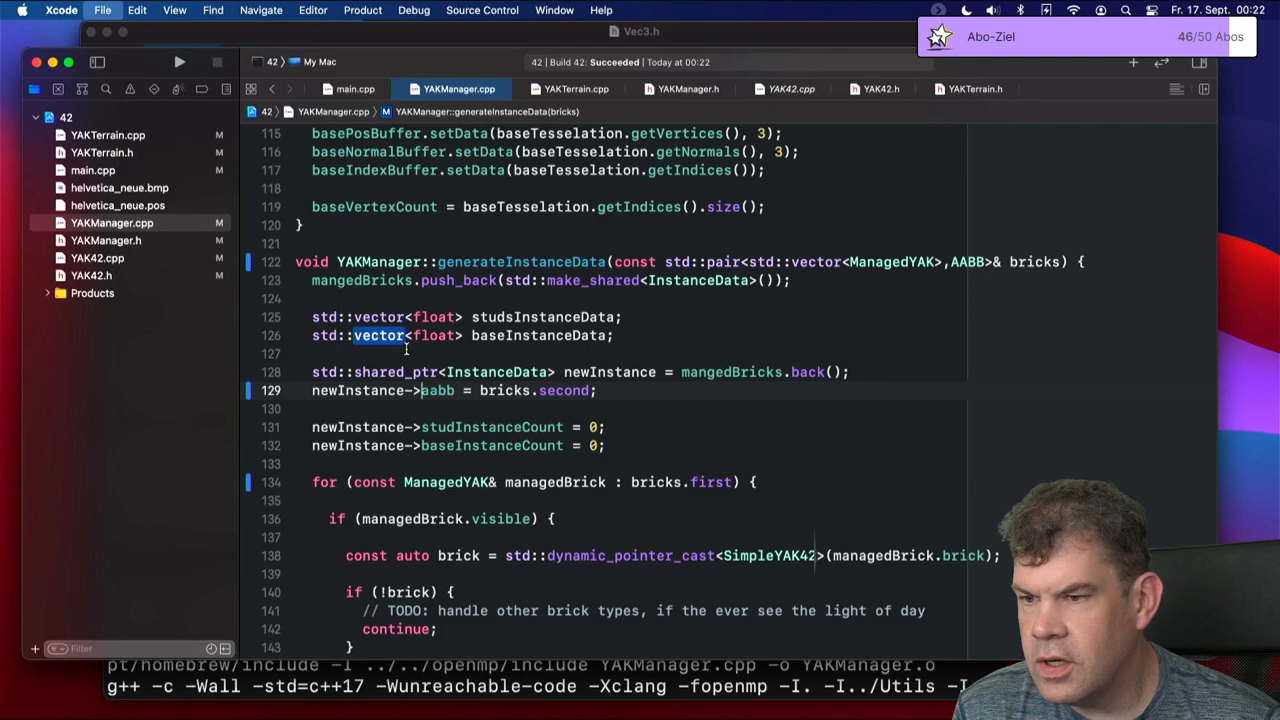 Xcode File Edit View Find Navigate Editor Product Debug Source Control Window Help Fr. 17. Sept. 00:22
Vec3.h
Abo-Ziel 46/50 Abos
42 > My Mac 42 | Build 42: Succeeded | Today at 00:22
main.cpp YAKManager.cpp YAKTerrain.cpp YAKManager.h YAK42.cpp YAK42.h YAKTerrain.h
42 > YAKManager.cpp > M YAKManager::generateInstanceData(bricks)
42
YAKTerrain.cpp M
YAKTerrain.h M
main.cpp M
helvetica_neue.bmp
helvetica_neue.pos
YAKManager.cpp M
YAKManager.h M
YAK42.cpp M
YAK42.h M
Products
Filter
115 basePosBuffer.setData(baseTesselation.getVertices(), 3);
116 baseNormalBuffer.setData(baseTesselation.getNormals(), 3);
117 baseIndexBuffer.setData(baseTesselation.getIndices());
118
119 baseVertexCount = baseTesselation.getIndices().size();
120 }
121
122 void YAKManager::generateInstanceData(const std::pair<std::vector<ManagedYAK>,AABB>& bricks) {
123 mangedBricks.push_back(std::make_shared<InstanceData>());
124
125 std::vector<float> studsInstanceData;
126 std::vector<float> baseInstanceData;
127
128 std::shared_ptr<InstanceData> newInstance = mangedBricks.back();
129 newInstance->aabb = bricks.second;
130
131 newInstance->studInstanceCount = 0;
132 newInstance->baseInstanceCount = 0;
133
134 for (const ManagedYAK& managedBrick : bricks.first) {
135
136 if (managedBrick.visible) {
137
138 const auto brick = std::dynamic_pointer_cast<SimpleYAK42>(managedBrick.brick);
139
140 if (!brick) {
141 // TODO: handle other brick types, if the ever see the light of day
142 continue;
143 }
pt/homebrew/include -I ../../openmp/include YAKManager.cpp -o YAKManager.o
g++ -c -Wall -std=c++17 -Wunreachable-code -Xclang -fopenmp -I. -I../Utils -I